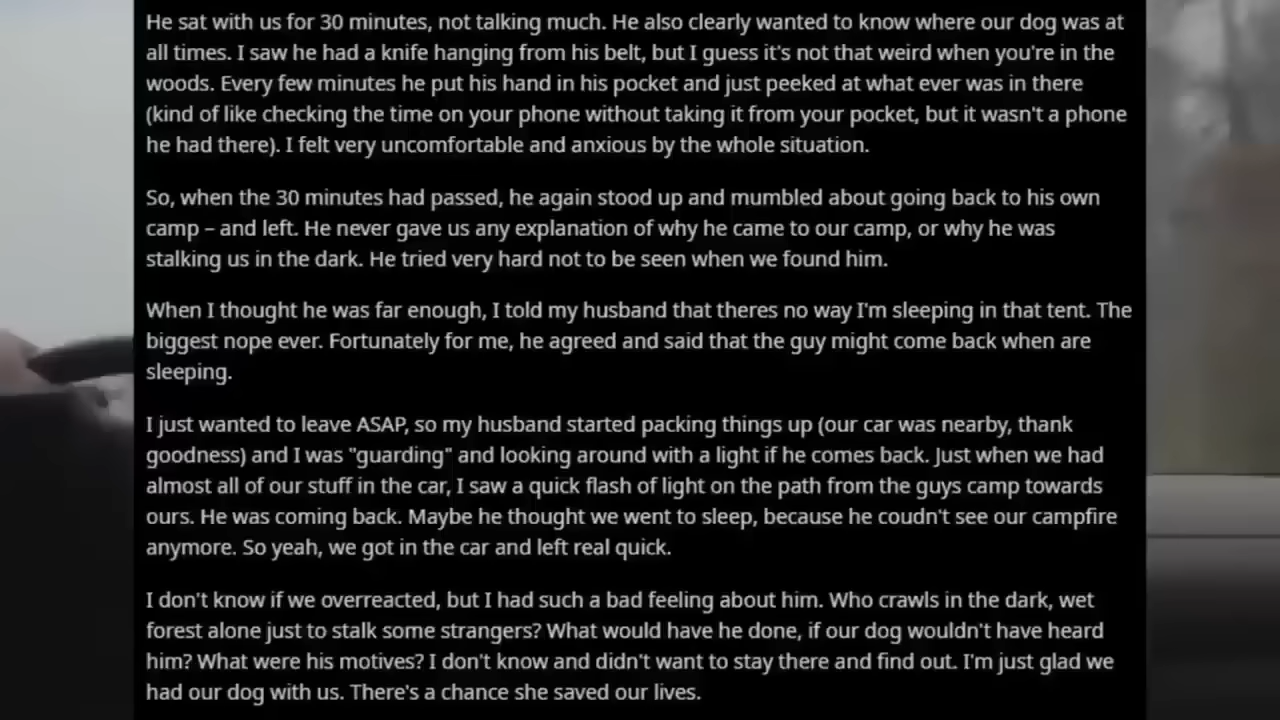 He sat with us for 30 minutes, not talking much. He also clearly wanted to know where our dog was at
all times. I saw he had a knife hanging from his belt, but I guess it's not that weird when you're in the
woods. Every few minutes he put his hand in his pocket and just peeked at what ever was in there
(kind of like checking the time on your phone without taking it from your pocket, but it wasn't a phone
he had there). I felt very uncomfortable and anxious by the whole situation.
So, when the 30 minutes had passed, he again stood up and mumbled about going back to his own
camp – and left. He never gave us any explanation of why he came to our camp, or why he was
stalking us in the dark. He tried very hard not to be seen when we found him.
When I thought he was far enough, I told my husband that theres no way I'm sleeping in that tent. The
biggest nope ever. Fortunately for me, he agreed and said that the guy might come back when are
sleeping.
I just wanted to leave ASAP, so my husband started packing things up (our car was nearby, thank
goodness) and I was "guarding" and looking around with a light if he comes back. Just when we had
almost all of our stuff in the car, I saw a quick flash of light on the path from the guys camp towards
ours. He was coming back. Maybe he thought we went to sleep, because he coudn't see our campfire
anymore. So yeah, we got in the car and left real quick.
I don't know if we overreacted, but I had such a bad feeling about him. Who crawls in the dark, wet
forest alone just to stalk some strangers? What would have he done, if our dog wouldn't have heard
him? What were his motives? I don't know and didn't want to stay there and find out. I'm just glad we
had our dog with us. There's a chance she saved our lives.